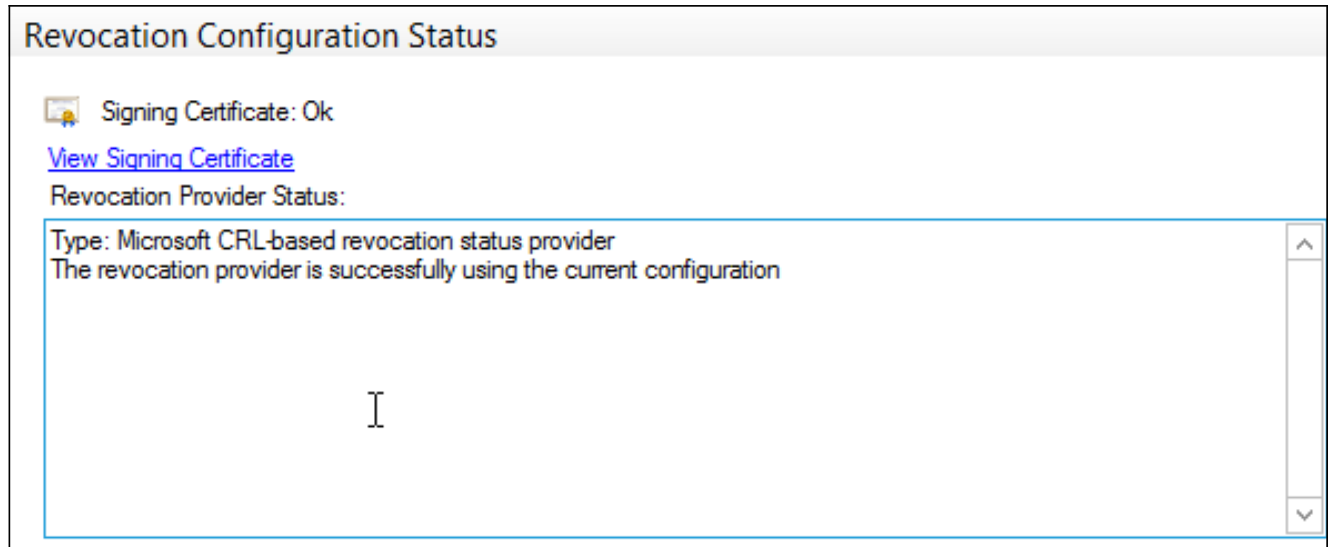 Revocation Configuration Status
Signing Certificate: Ok
View Signing Certificate
Revocation Provider Status:
Type: Microsoft CRL-based revocation status provider
The revocation provider is successfully using the current configuration